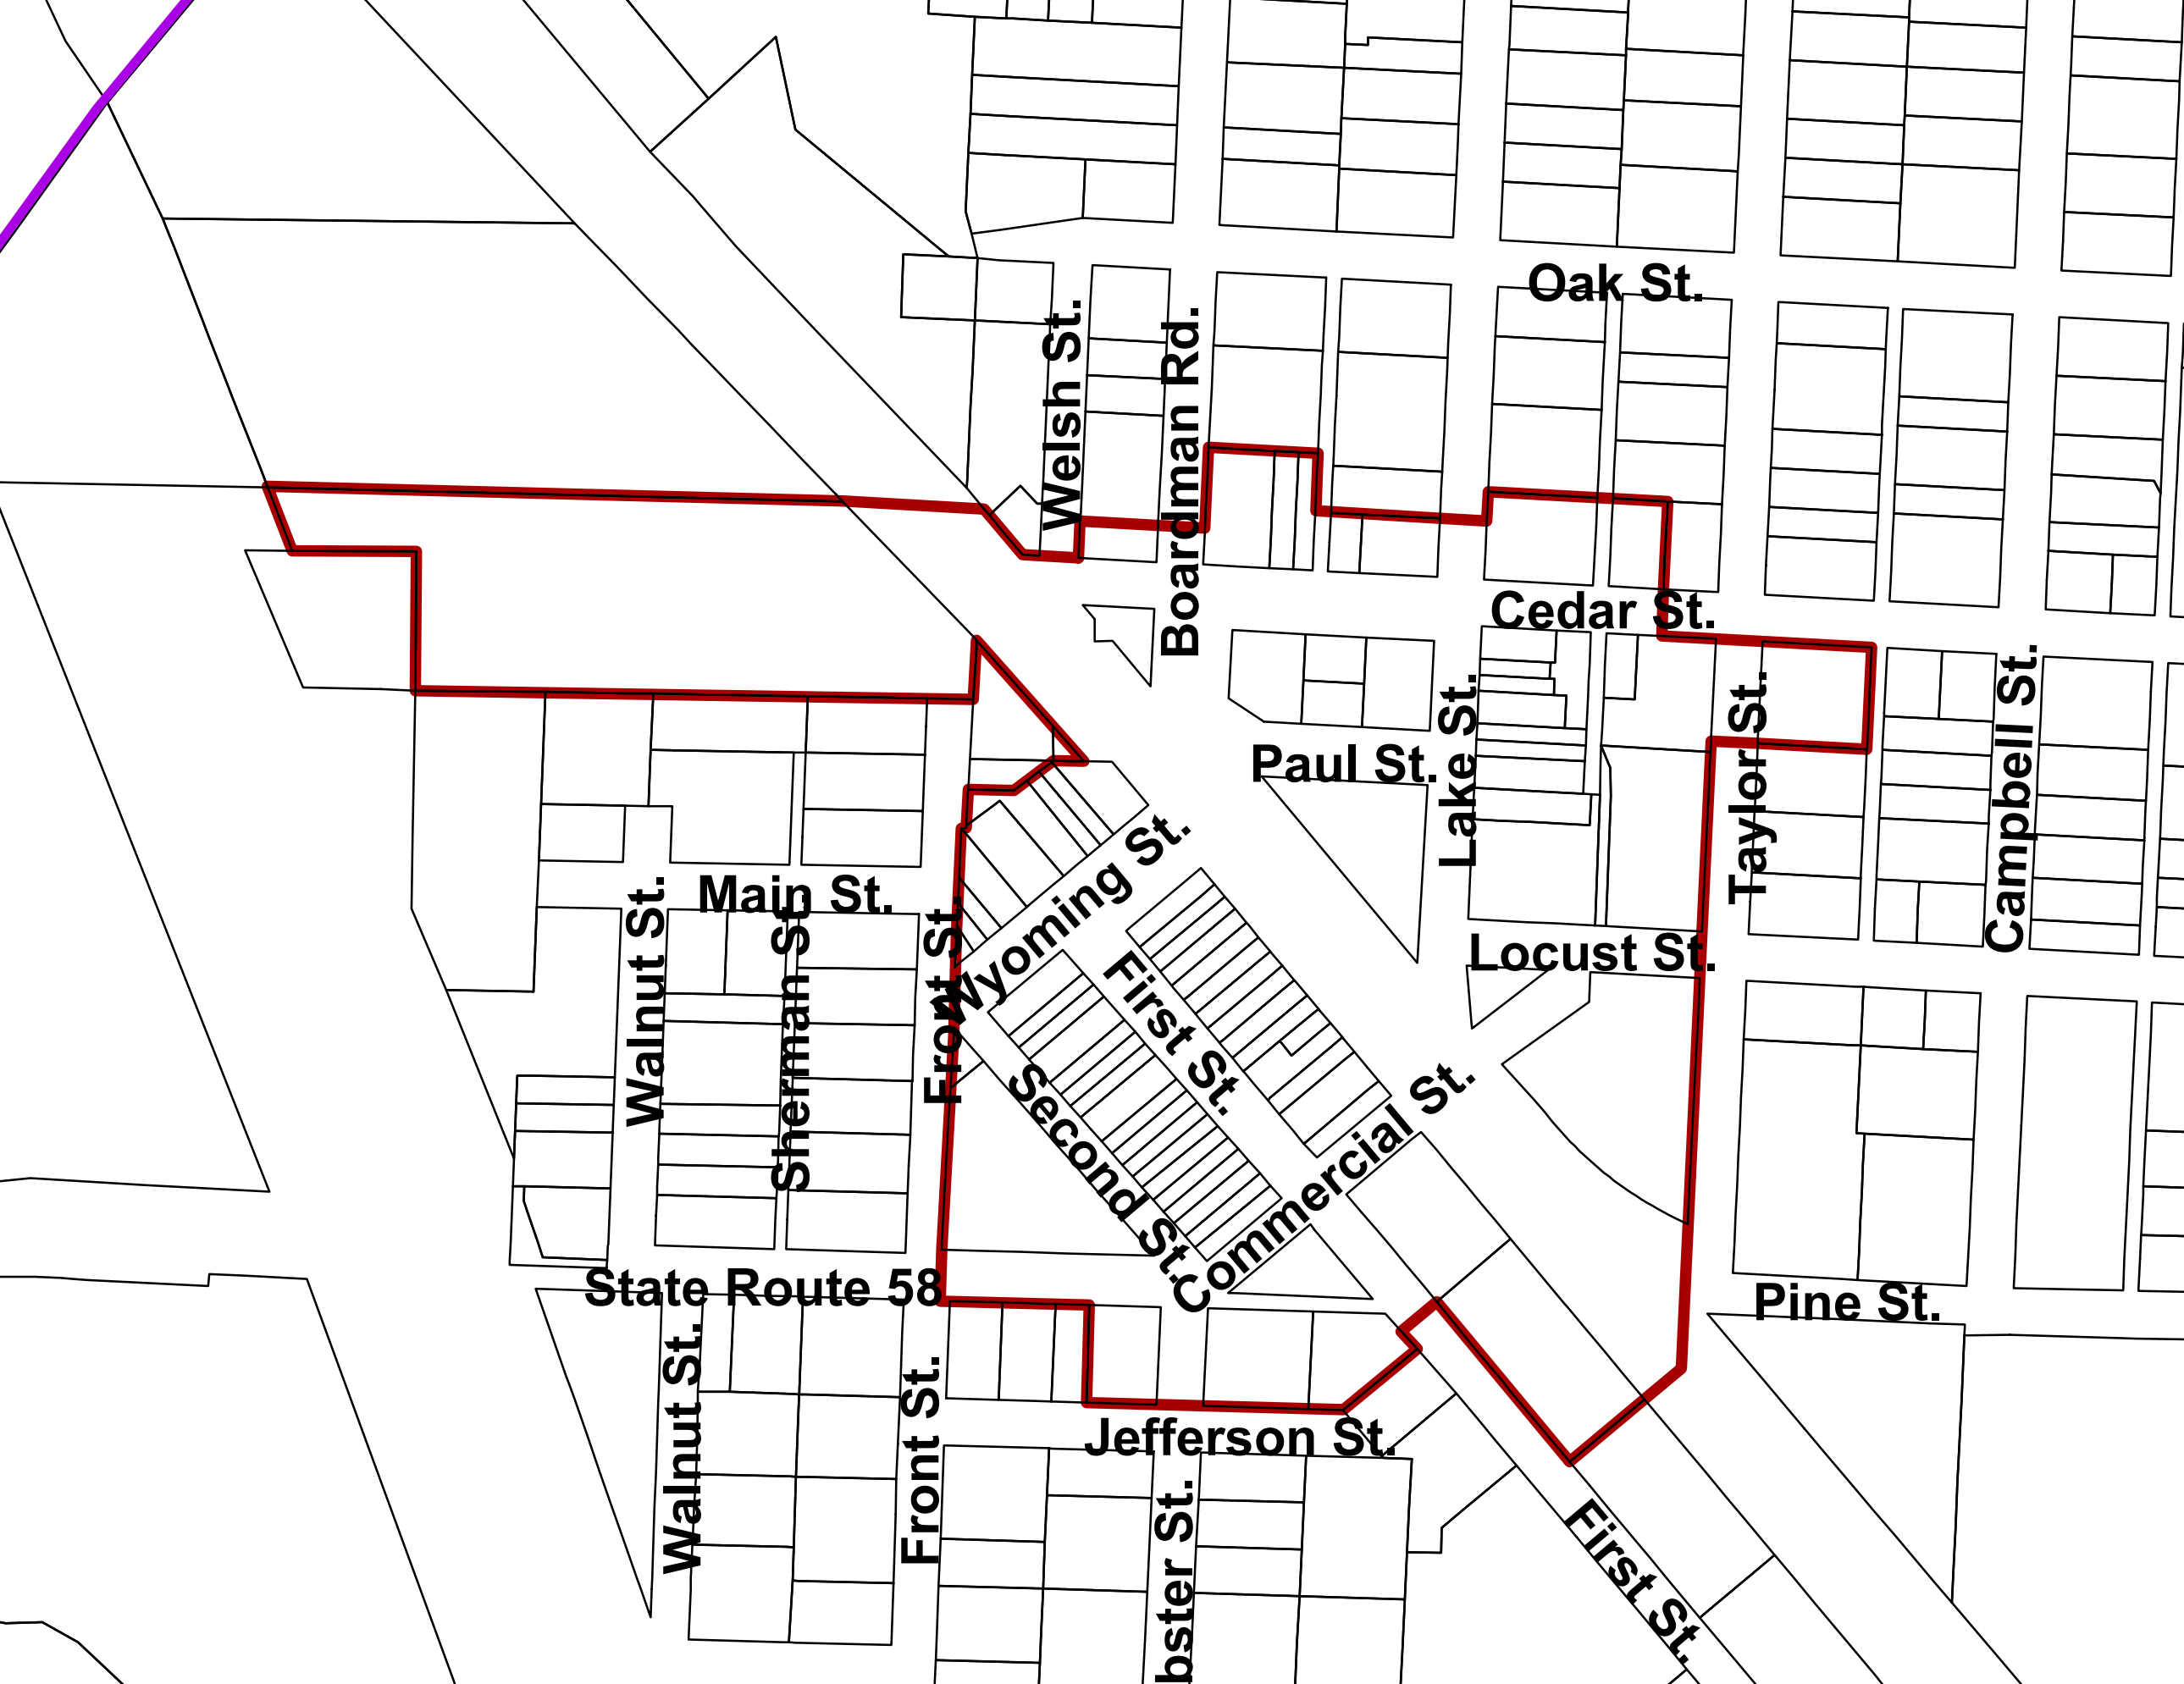 Oak St.
Welsh St.
Boardman Rd.
Cedar St.
Campbell St.
Taylor St.
Lake St.
Paul St.
Wyoming St.
Main St.
Walnut St.
Sherman St.
Front St.
Locust St.
First St.
Second St.
Commercial St.
State Route 58
Pine St.
Walnut St.
Front St.
Jefferson St.
bster St.
First St.